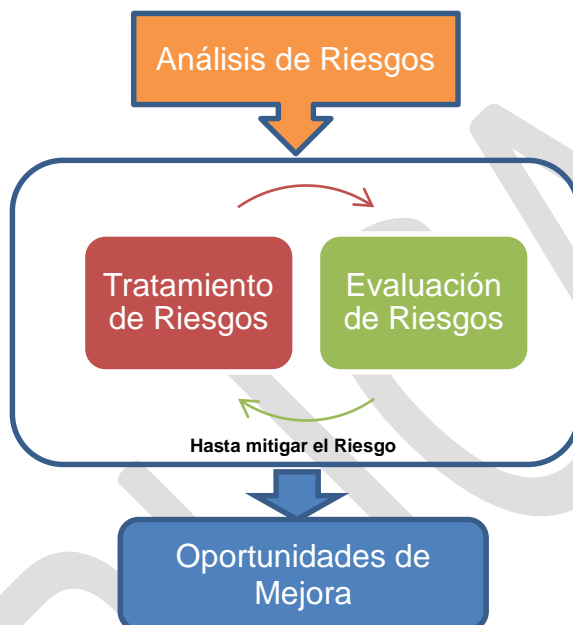 Análisis de Riesgos
Tratamiento
de Riesgos
Evaluación
de Riesgos
Hasta mitigar el Riesgo
Oportunidades de
Mejora